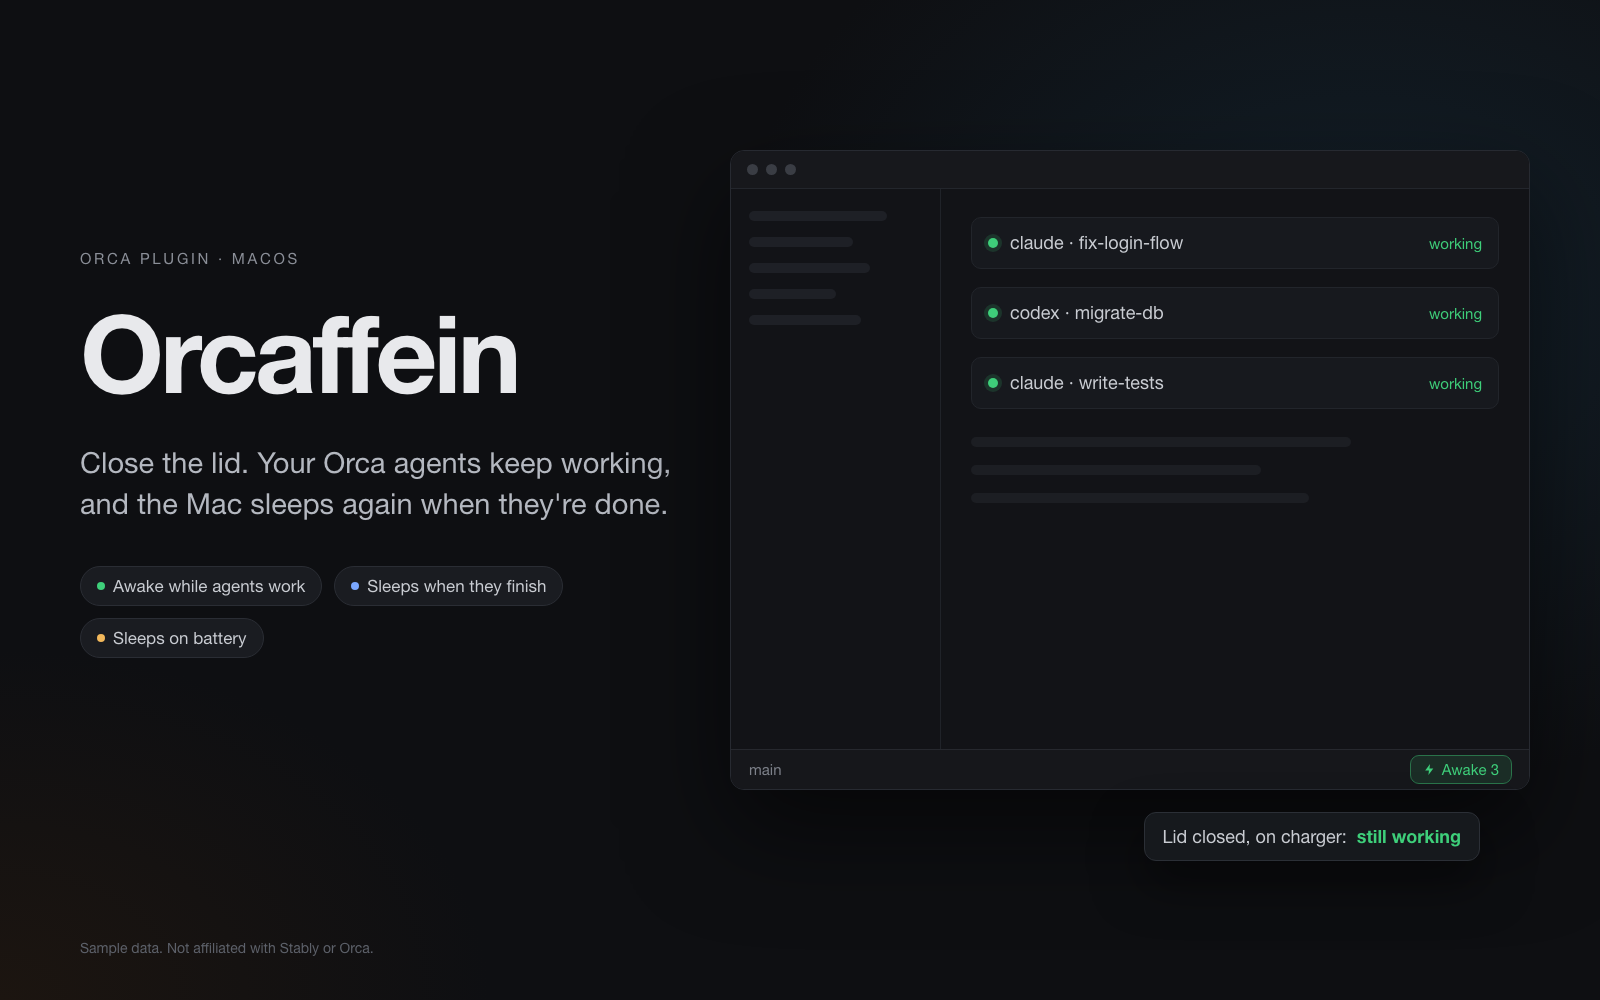 ORCA PLUGIN · MACOS
Orcaffein
Close the lid. Your Orca agents keep working,
and the Mac sleeps again when they're done.
Awake while agents work
Sleeps when they finish
Sleeps on battery
claude · fix-login-flow
working
codex · migrate-db
working
claude · write-tests
working
main
Awake 3
Lid closed, on charger: still working
Sample data. Not affiliated with Stably or Orca.